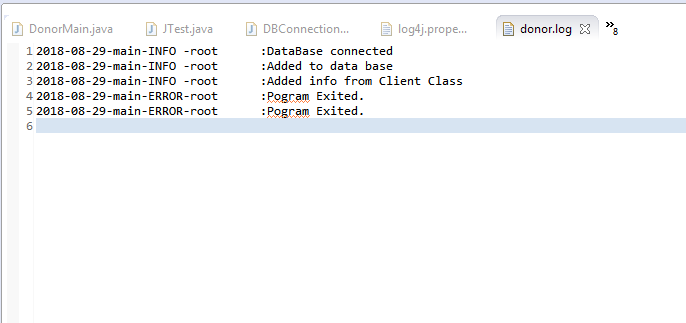 DonorMain.java JTest.java DBConnection... log4j.prope... donor.log »8
1 2018-08-29-main-INFO -root :DataBase connected
2 2018-08-29-main-INFO -root :Added to data base
3 2018-08-29-main-INFO -root :Added info from Client Class
4 2018-08-29-main-ERROR-root :Pogram Exited.
5 2018-08-29-main-ERROR-root :Pogram Exited.
6